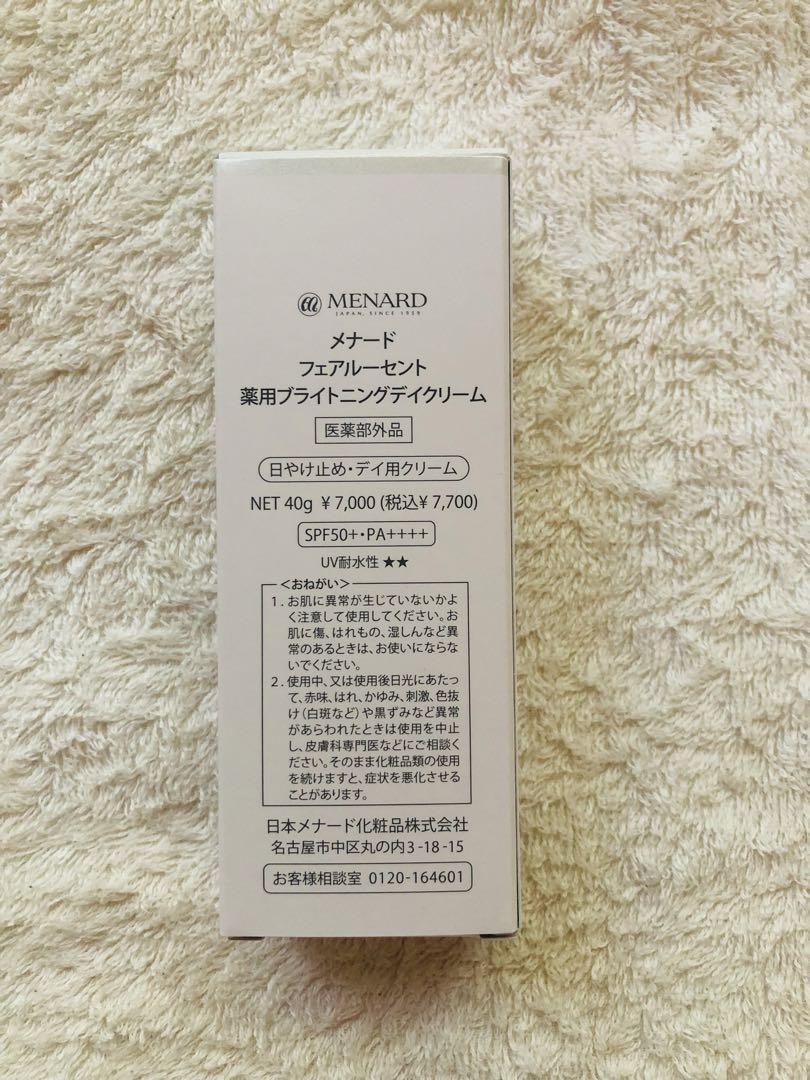 MENARD
JAPAN, SINCE 1959
メナード
フェアルーセント
薬用ブライトニングデイクリーム
医薬部外品
日やけ止め・デイ用クリーム
NET 40g ¥7,000 (税込¥7,700)
SPF50+・PA++++
UV耐水性★★
<おねがい>
1. お肌に異常が生じていないかよ
く注意して使用してください。お
肌に傷、はれもの、湿しんなど異
常のあるときは、お使いにならな
いでください。
2. 使用中、又は使用後日光にあたっ
て、赤味、はれ、かゆみ、刺激、色抜
け(白斑など)や黒ずみなど異常
があらわれたときは使用を中止
し、皮膚科専門医などにご相談く
ださい。そのまま化粧品類の使用
を続けますと、症状を悪化させる
ことがあります。
日本メナード化粧品株式会社
名古屋市中区丸の内3-18-15
お客様相談室 0120-164601